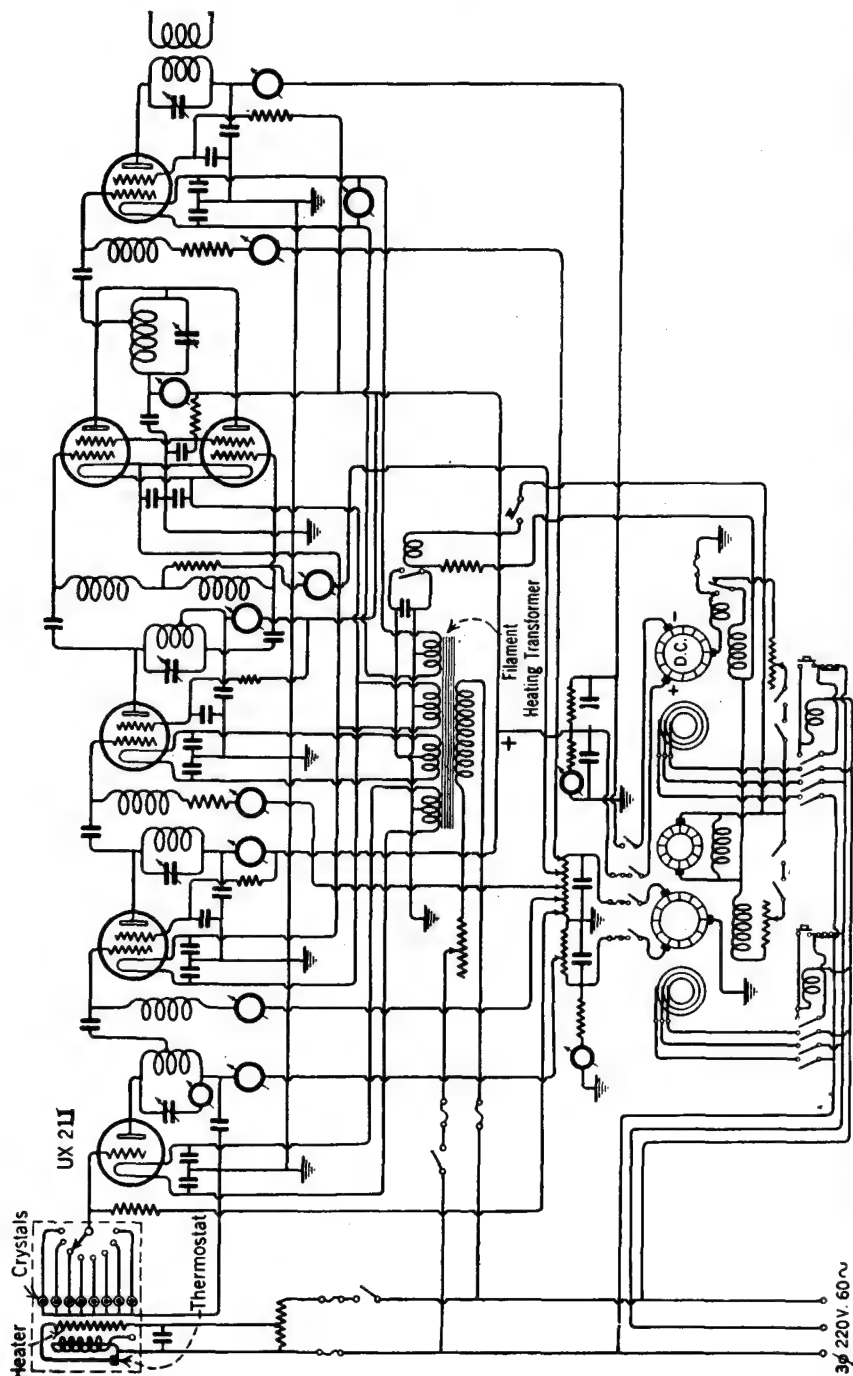 Crystals
Heater
Thermostat
UX 211
Filament
Heating Transformer
+
+
D.C.
-
3φ 220V. 60~